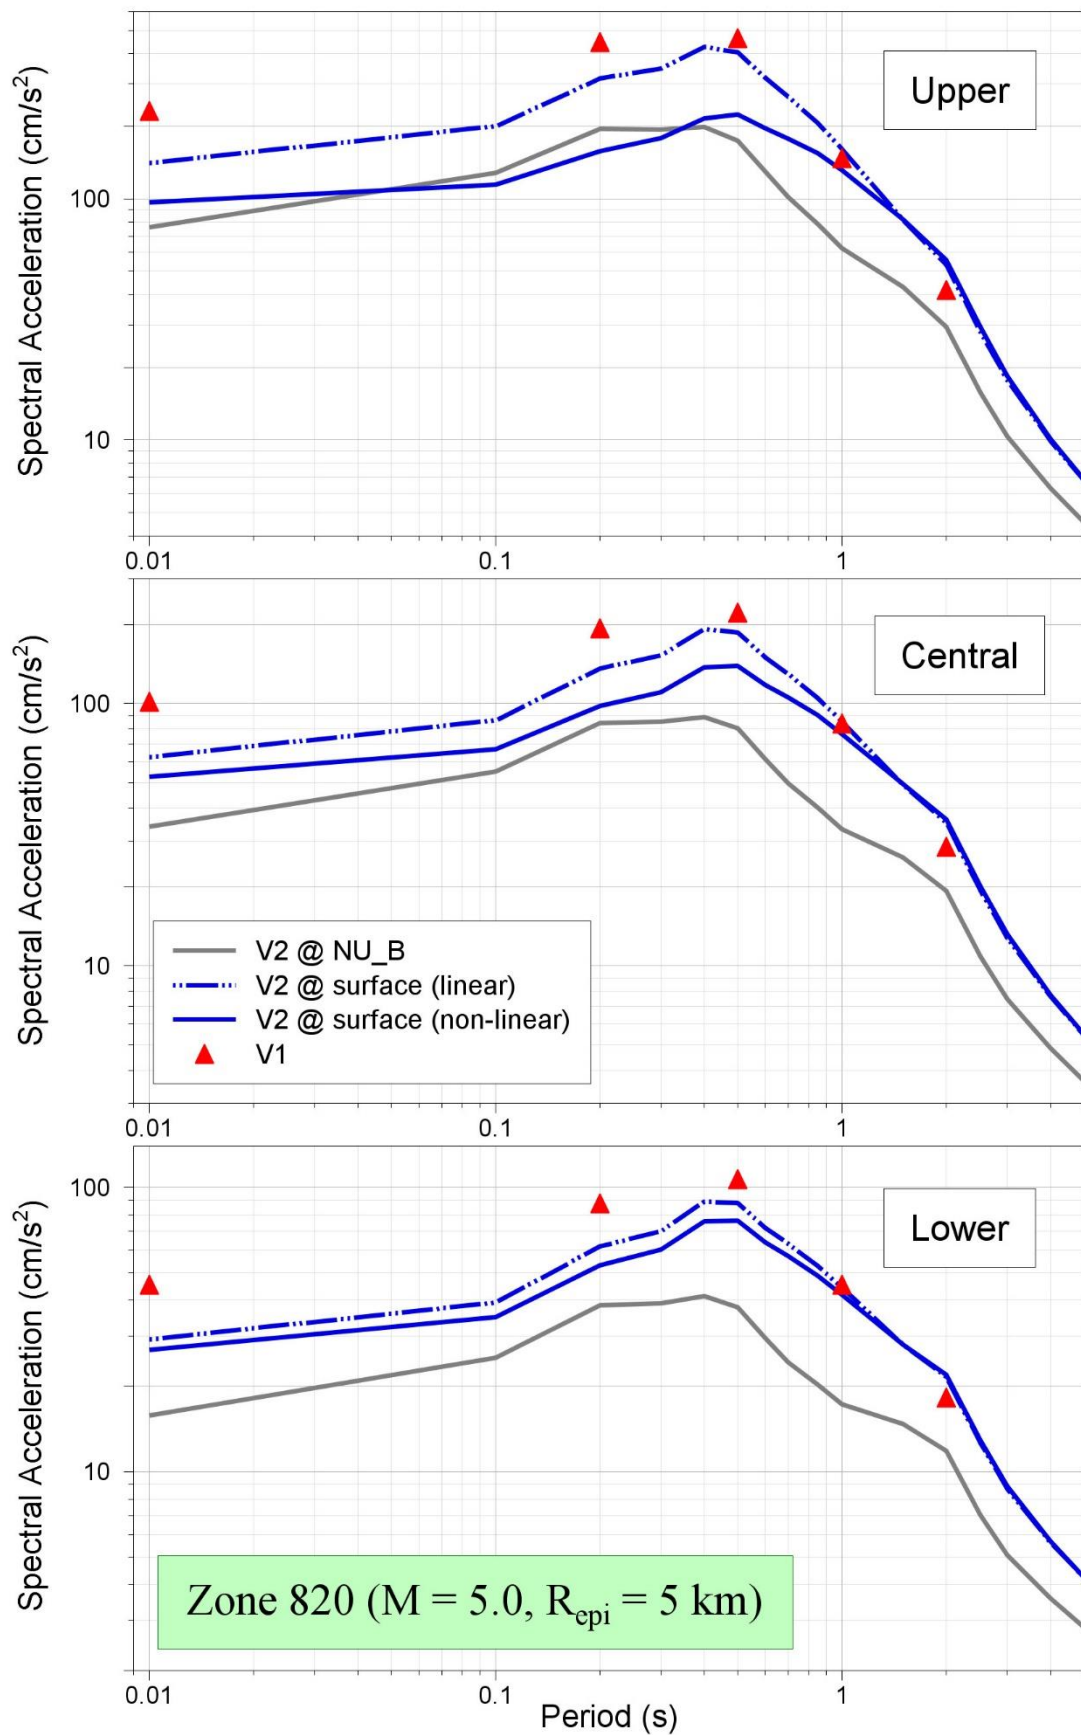 Spectral Acceleration (cm/s²)
Upper
100
10
0.01 0.1 1
Spectral Acceleration (cm/s²)
Central
100
10
V2 @ NU_B
V2 @ surface (linear)
V2 @ surface (non-linear)
V1
0.01 0.1 1
Spectral Acceleration (cm/s²)
Lower
100
10
Zone 820 (M = 5.0, Rₑₚᵢ = 5 km)
0.01 0.1 1
Period (s)